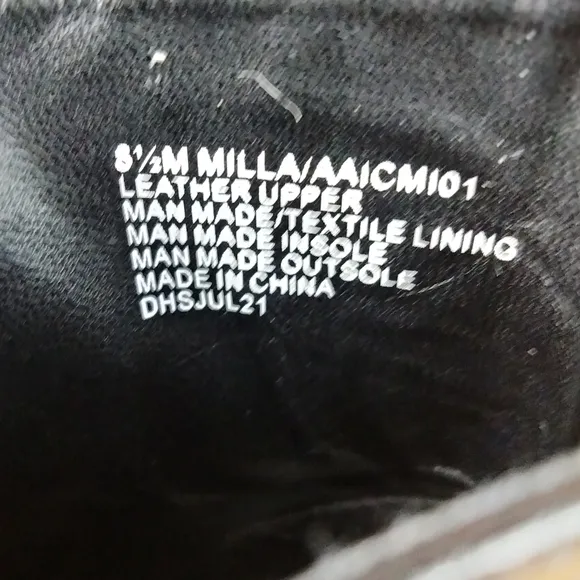 8½M MILLA/AAICMI01
LEATHER UPPER
MAN MADE/TEXTILE LINING
MAN MADE INSOLE
MAN MADE OUTSOLE
MADE IN CHINA
DHSJUL21